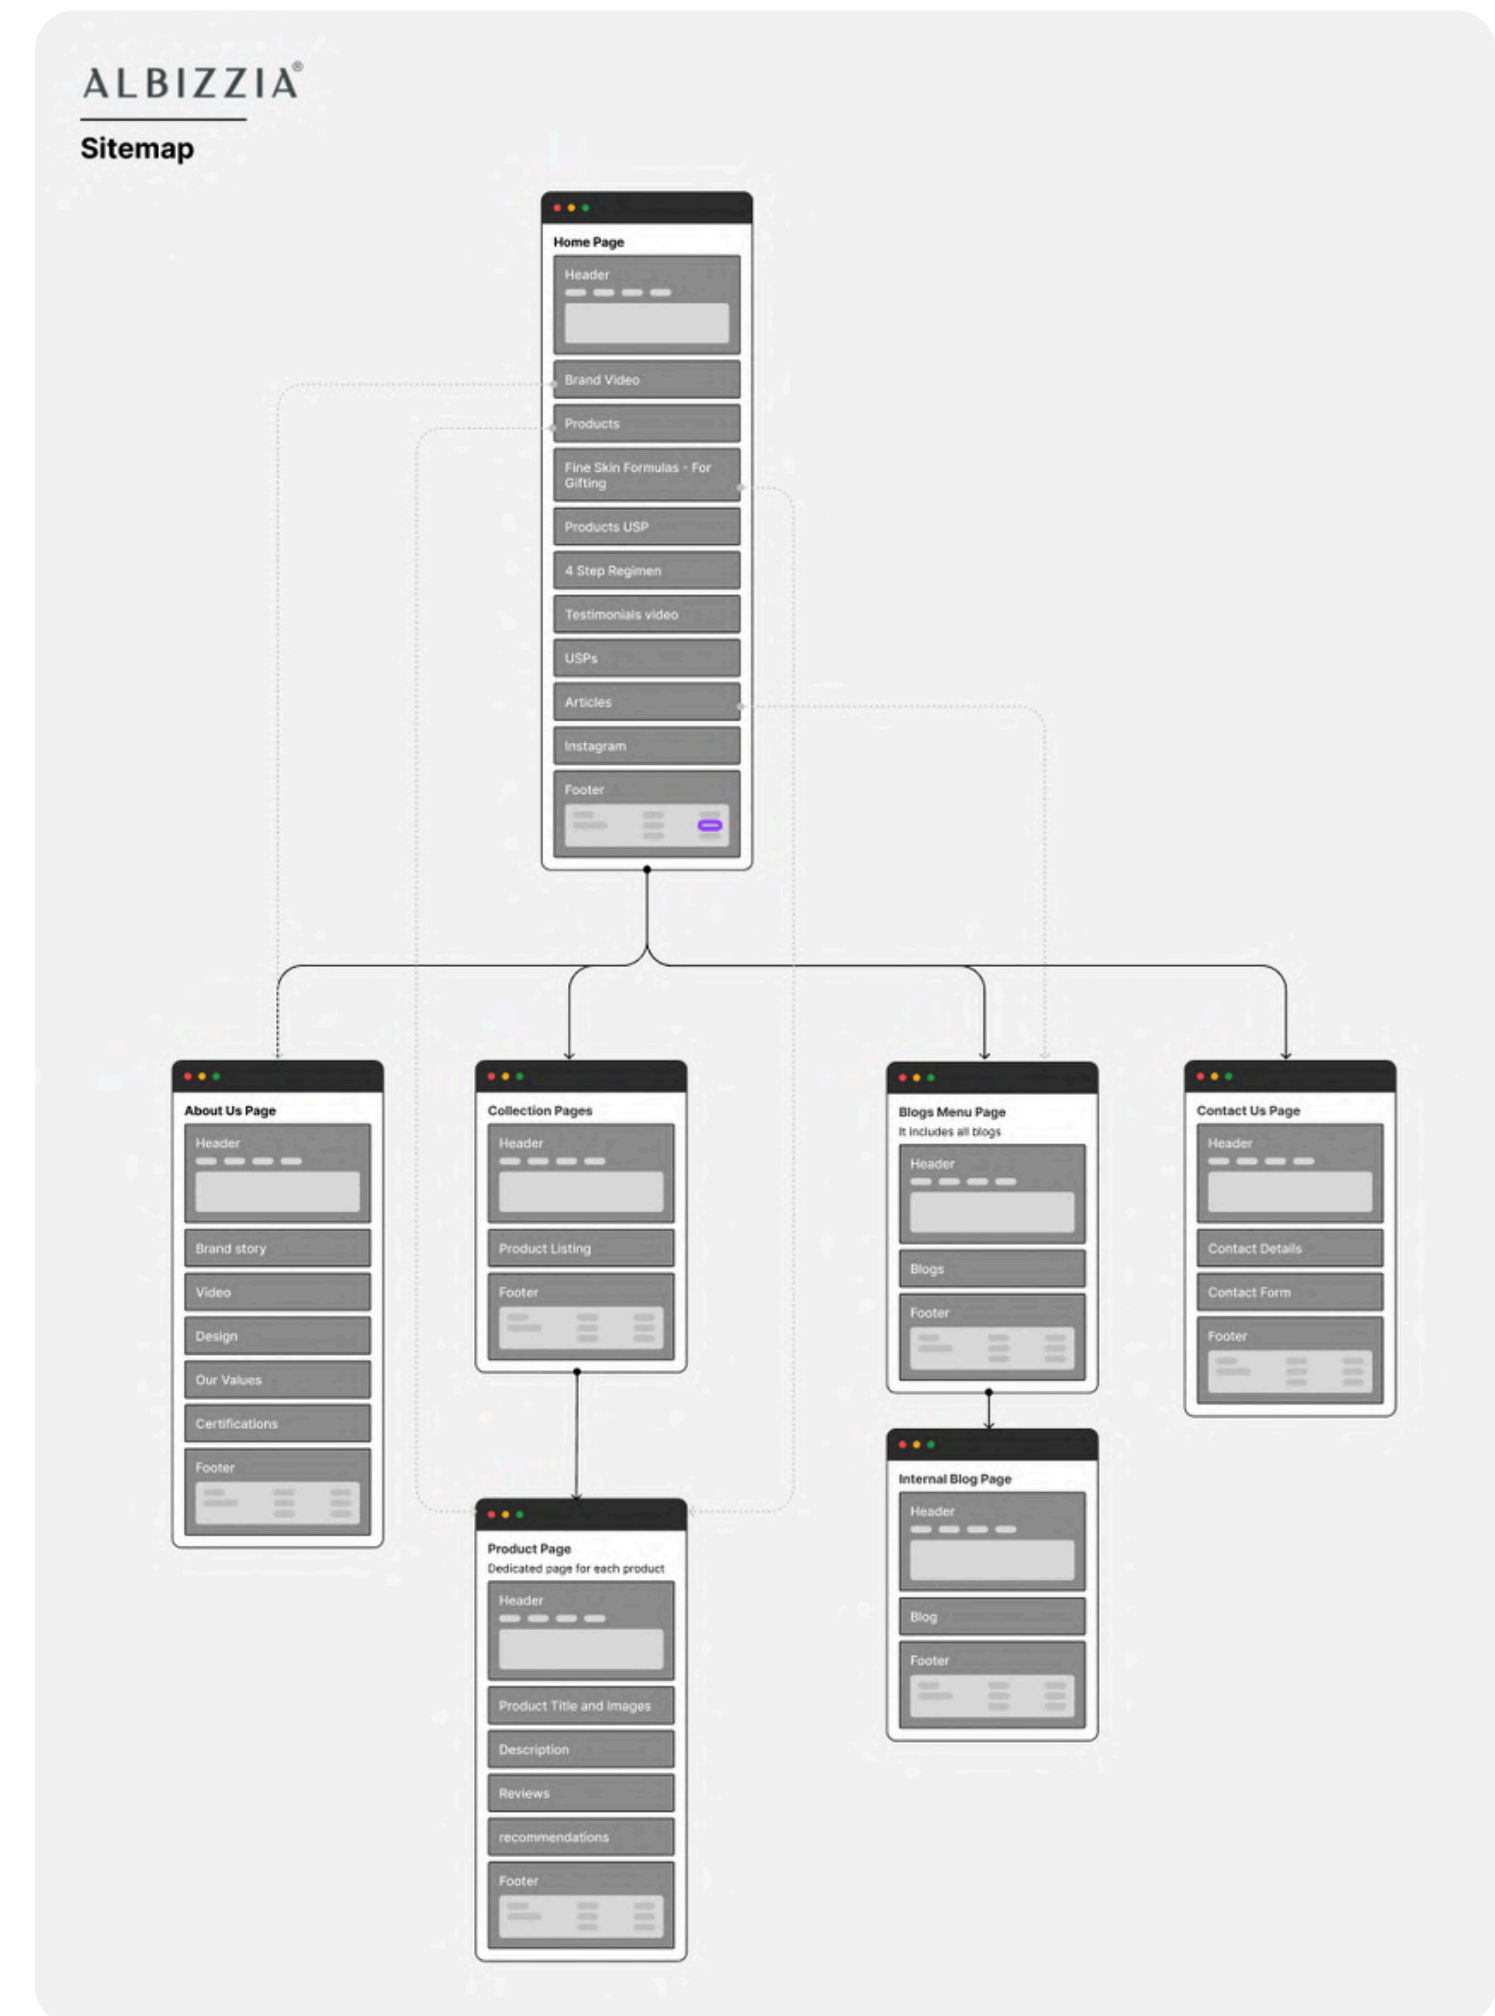 ALBIZZIA®
Sitemap
Home Page
Header
Brand Video
Products
Fine Skin Formulas - For
Gifting
Products USP
4 Step Regimen
Testimonials video
USPs
Articles
Instagram
Footer
About Us Page
Header
Brand story
Video
Design
Our Values
Certifications
Footer
Collection Pages
Header
Product Listing
Footer
Product Page
Dedicated page for each product
Header
Product Title and Images
Description
Reviews
recommendations
Footer
Blogs Menu Page
It includes all blogs
Header
Blogs
Footer
Internal Blog Page
Header
Blog
Footer
Contact Us Page
Header
Contact Details
Contact Form
Footer